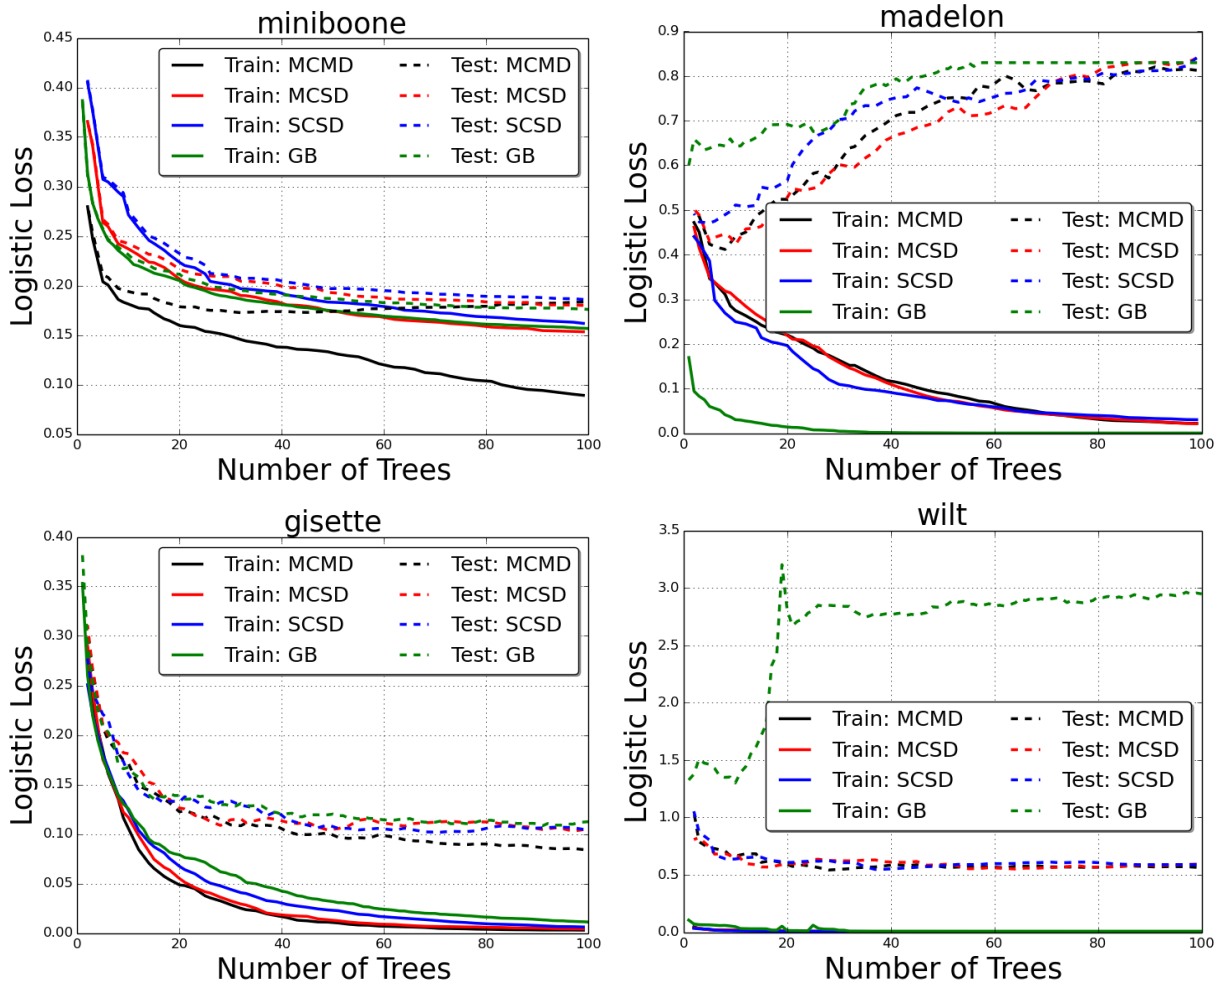 miniboone
0.45
0.40
0.35
0.30
0.25
0.20
0.15
0.10
0.05
Logistic Loss
Train: MCMD Test: MCMD
Train: MCSD Test: MCSD
Train: SCSD Test: SCSD
Train: GB Test: GB
0 20 40 60 80 100
Number of Trees
madelon
0.9
0.8
0.7
0.6
0.5
0.4
0.3
0.2
0.1
0.0
Logistic Loss
Train: MCMD Test: MCMD
Train: MCSD Test: MCSD
Train: SCSD Test: SCSD
Train: GB Test: GB
0 20 40 60 80 100
Number of Trees
gisette
0.40
0.35
0.30
0.25
0.20
0.15
0.10
0.05
0.00
Logistic Loss
Train: MCMD Test: MCMD
Train: MCSD Test: MCSD
Train: SCSD Test: SCSD
Train: GB Test: GB
0 20 40 60 80 100
Number of Trees
wilt
3.5
3.0
2.5
2.0
1.5
1.0
0.5
0.0
Logistic Loss
Train: MCMD Test: MCMD
Train: MCSD Test: MCSD
Train: SCSD Test: SCSD
Train: GB Test: GB
0 20 40 60 80 100
Number of Trees